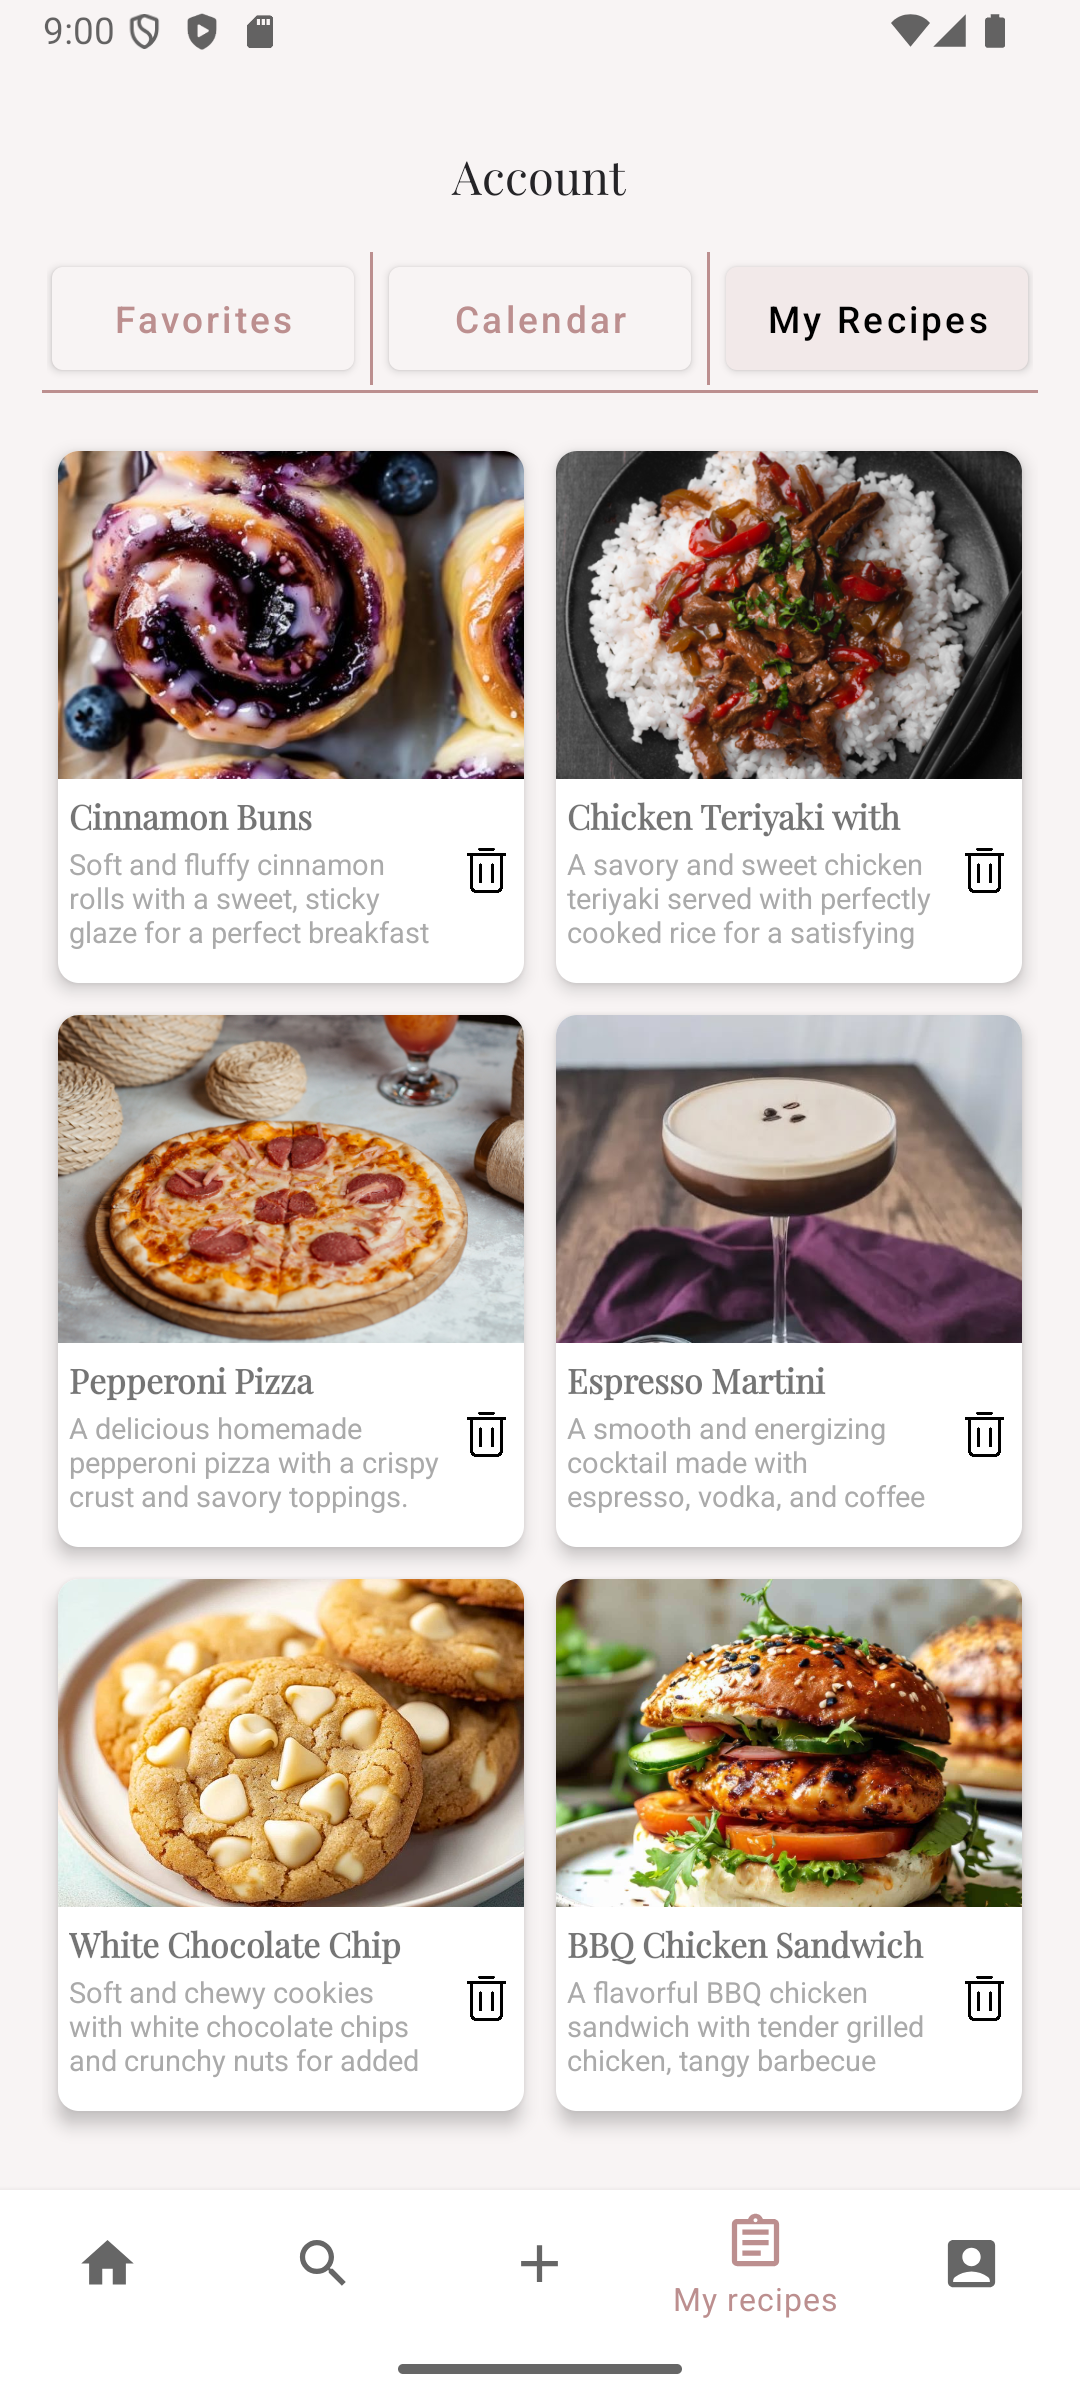 9:00
Account
Favorites
Calendar
My Recipes
Cinnamon Buns
Soft and fluffy cinnamon
rolls with a sweet, sticky
glaze for a perfect breakfast
Chicken Teriyaki with
A savory and sweet chicken
teriyaki served with perfectly
cooked rice for a satisfying
Pepperoni Pizza
A delicious homemade
pepperoni pizza with a crispy
crust and savory toppings.
Espresso Martini
A smooth and energizing
cocktail made with
espresso, vodka, and coffee
White Chocolate Chip
Soft and chewy cookies
with white chocolate chips
and crunchy nuts for added
BBQ Chicken Sandwich
A flavorful BBQ chicken
sandwich with tender grilled
chicken, tangy barbecue
My recipes